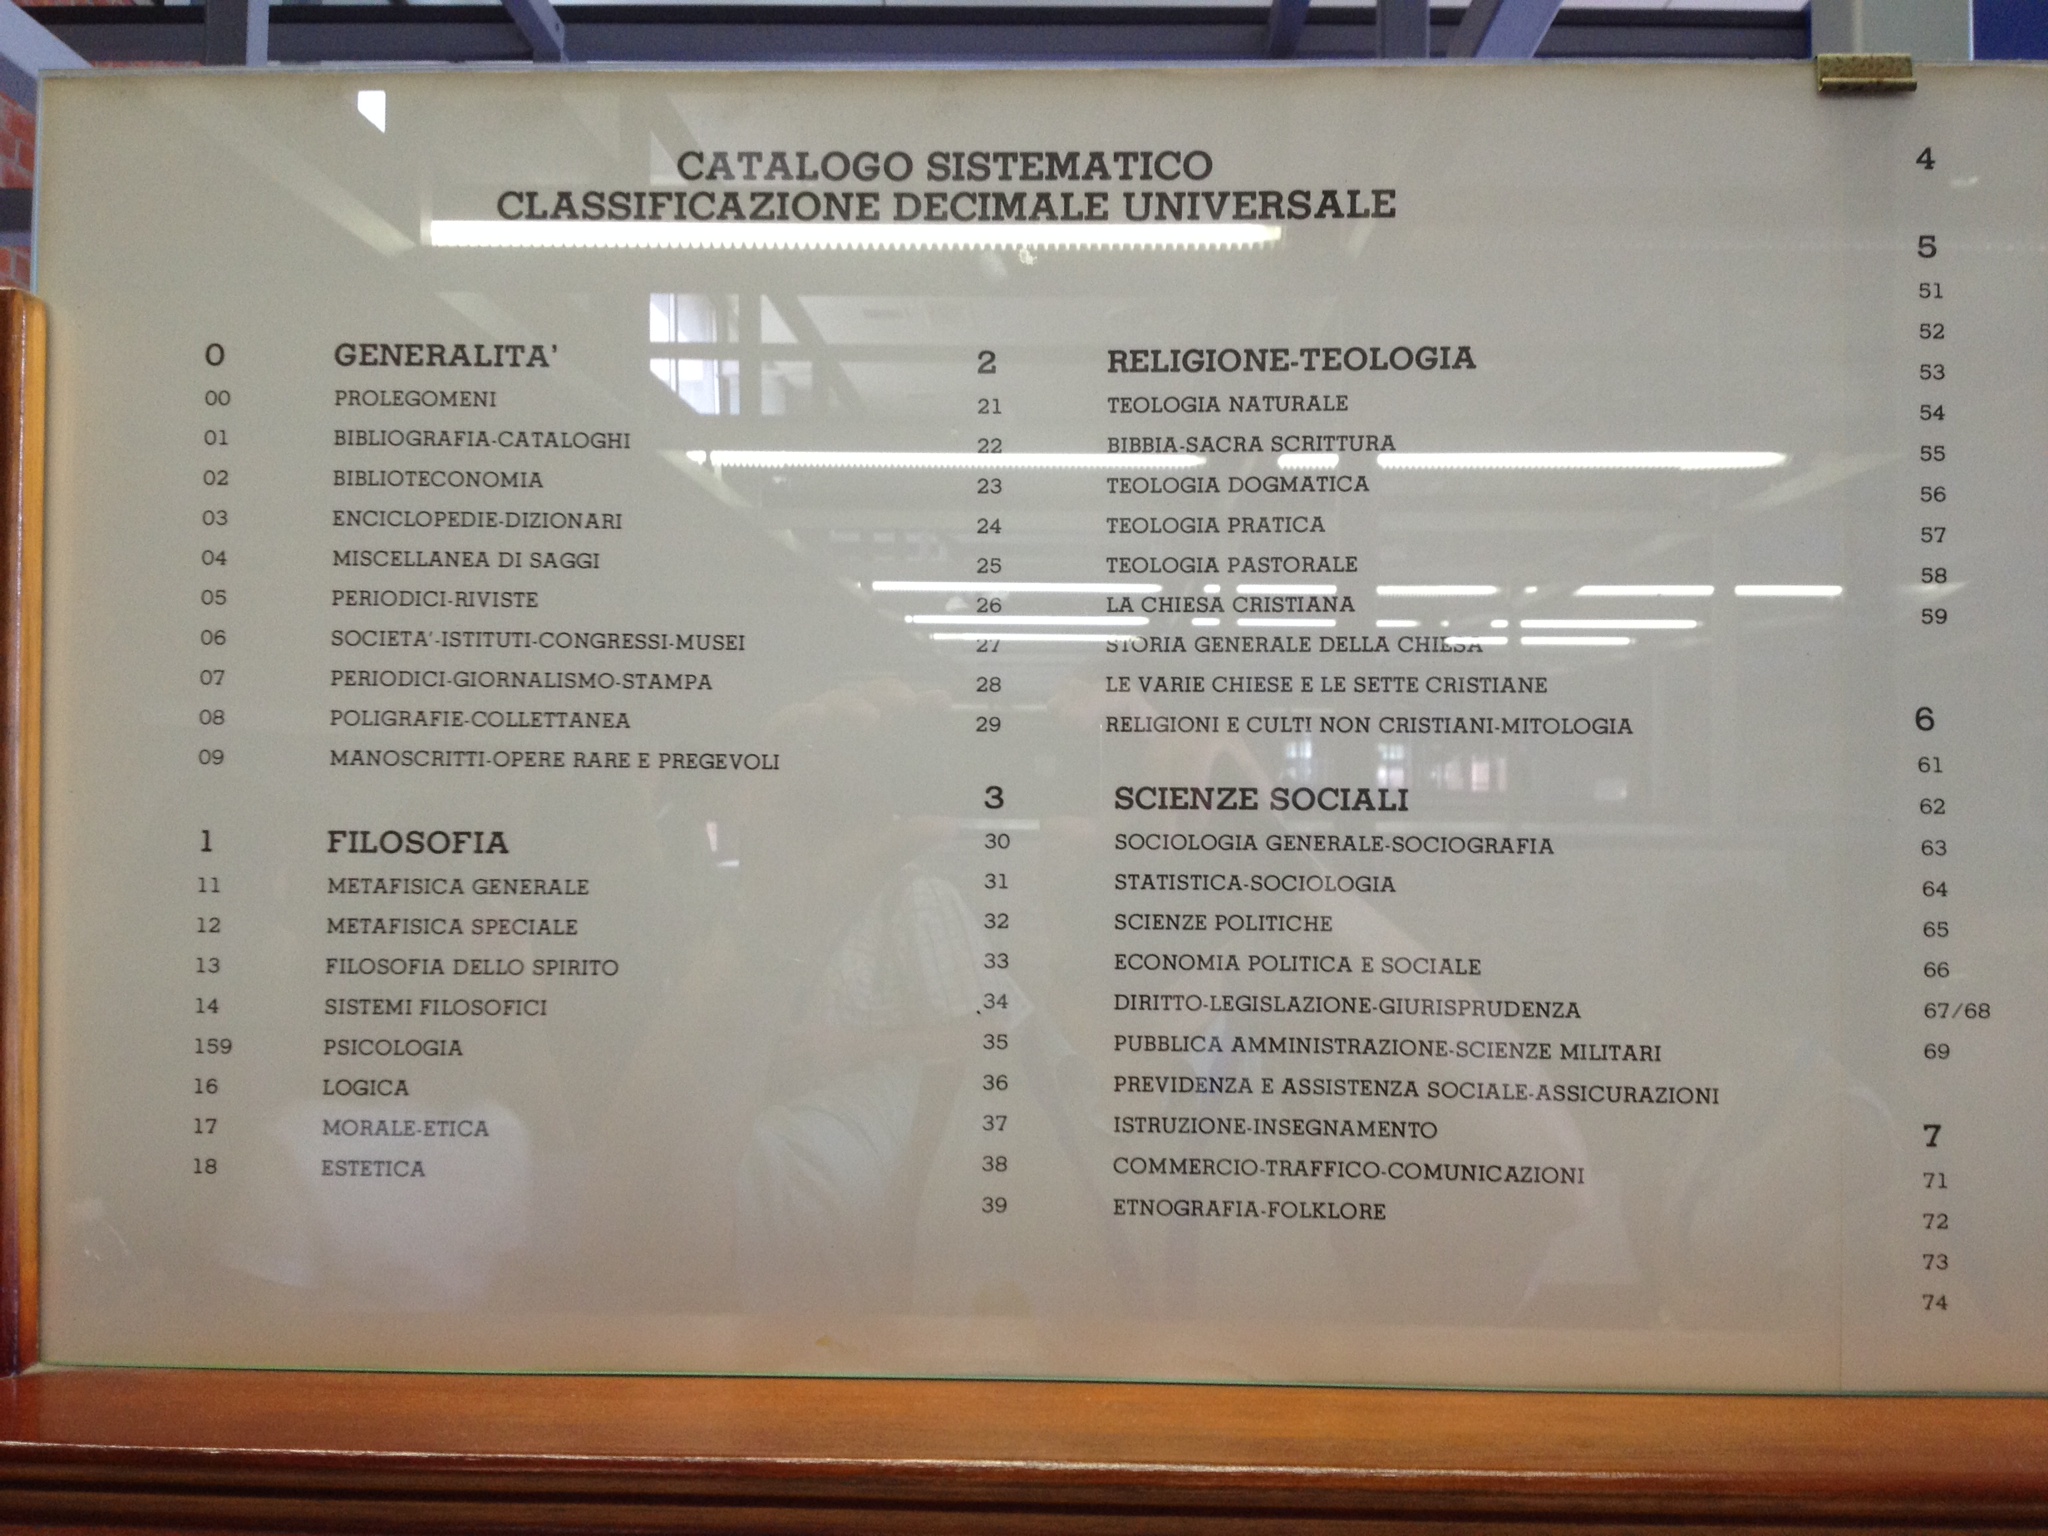 CATALOGO SISTEMATICO
CLASSIFICAZIONE DECIMALE UNIVERSALE
0 GENERALITA'
00 PROLEGOMENI
01 BIBLIOGRAFIA-CATALOGHI
02 BIBLIOTECONOMIA
03 ENCICLOPEDIE-DIZIONARI
04 MISCELLANEA DI SAGGI
05 PERIODICI-RIVISTE
06 SOCIETA'-ISTITUTI-CONGRESSI-MUSEI
07 PERIODICI-GIORNALISMO-STAMPA
08 POLIGRAFIE-COLLETTANEA
09 MANOSCRITTI-OPERE RARE E PREGEVOLI
1 FILOSOFIA
11 METAFISICA GENERALE
12 METAFISICA SPECIALE
13 FILOSOFIA DELLO SPIRITO
14 SISTEMI FILOSOFICI
159 PSICOLOGIA
16 LOGICA
17 MORALE-ETICA
18 ESTETICA
2 RELIGIONE-TEOLOGIA
21 TEOLOGIA NATURALE
22 BIBBIA-SACRA SCRITTURA
23 TEOLOGIA DOGMATICA
24 TEOLOGIA PRATICA
25 TEOLOGIA PASTORALE
26 LA CHIESA CRISTIANA
27 STORIA GENERALE DELLA CHIESA
28 LE VARIE CHIESE E LE SETTE CRISTIANE
29 RELIGIONI E CULTI NON CRISTIANI-MITOLOGIA
3 SCIENZE SOCIALI
30 SOCIOLOGIA GENERALE-SOCIOGRAFIA
31 STATISTICA-SOCIOLOGIA
32 SCIENZE POLITICHE
33 ECONOMIA POLITICA E SOCIALE
34 DIRITTO-LEGISLAZIONE-GIURISPRUDENZA
35 PUBBLICA AMMINISTRAZIONE-SCIENZE MILITARI
36 PREVIDENZA E ASSISTENZA SOCIALE-ASSICURAZIONI
37 ISTRUZIONE-INSEGNAMENTO
38 COMMERCIO-TRAFFICO-COMUNICAZIONI
39 ETNOGRAFIA-FOLKLORE
4
5
51
52
53
54
55
56
57
58
59
6
61
62
63
64
65
66
67/68
69
7
71
72
73
74